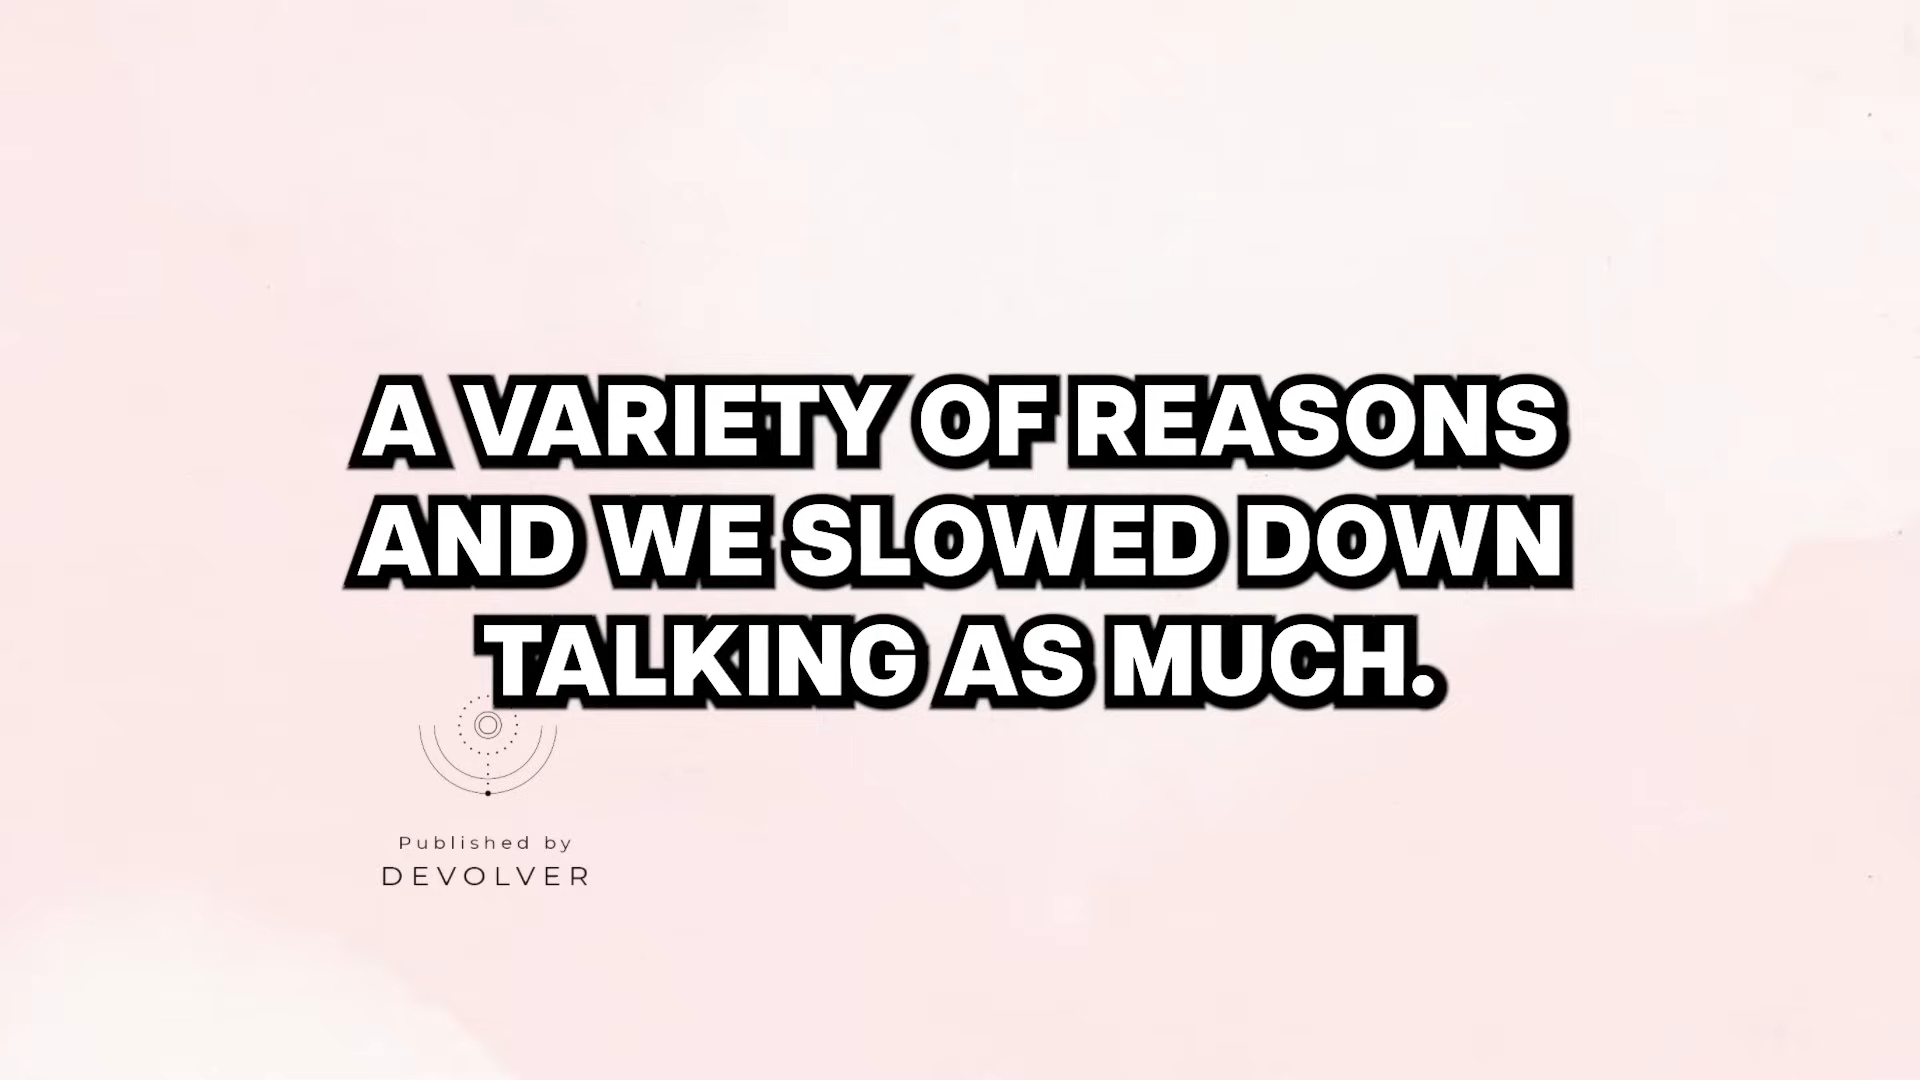 A VARIETY OF REASONS
AND WE SLOWED DOWN
TALKING AS MUCH.
Published by
DEVOLVER